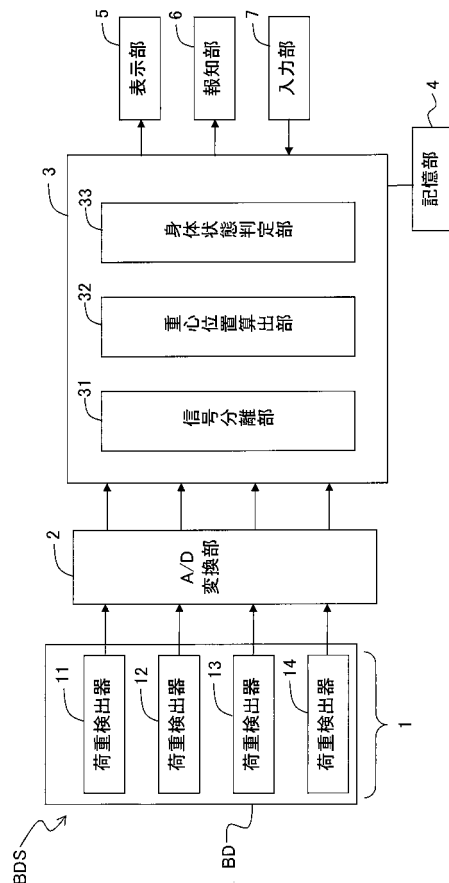 BDS
BD
11
荷重検出器
12
荷重検出器
13
荷重検出器
14
荷重検出器
1
2
A/D
変換部
3
31
信号分離部
32
重心位置算出部
33
身体状態判定部
4
記憶部
5
表示部
6
報知部
7
入力部